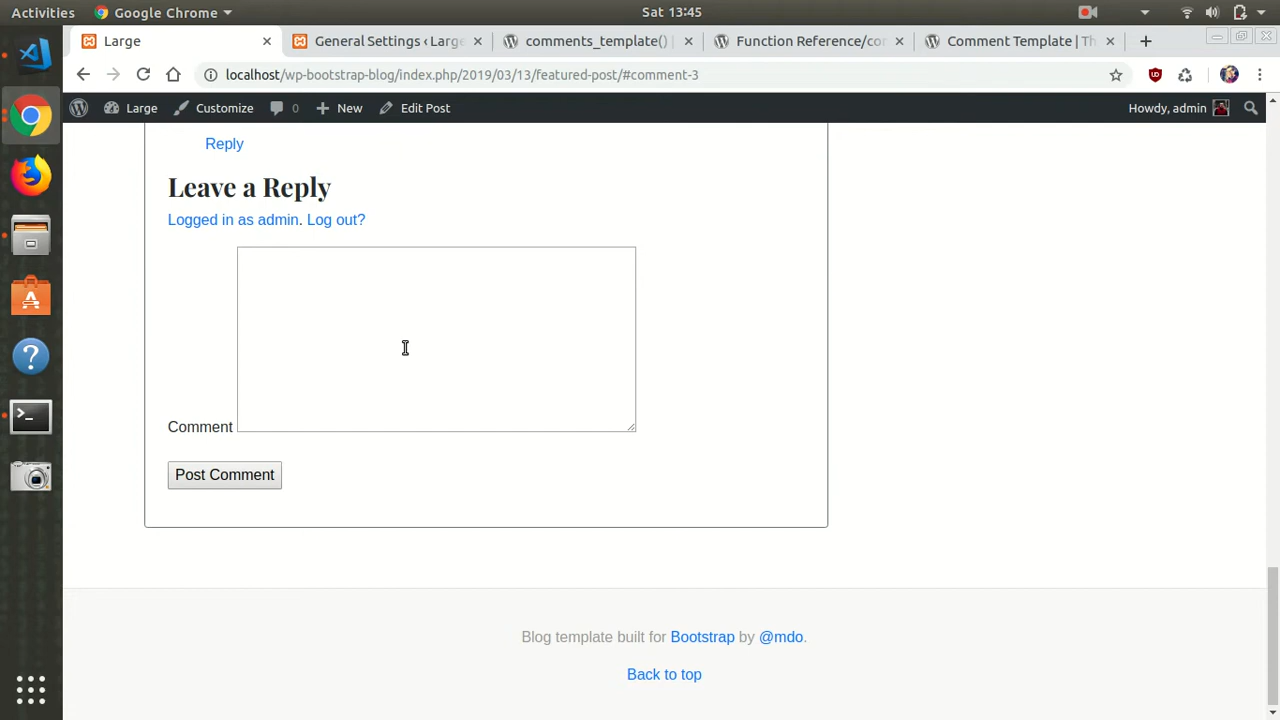 Activities Google Chrome Sat 13:45
Large General Settings ‹ Large comments_template() | Function Reference/co Comment Template | Th
localhost/wp-bootstrap-blog/index.php/2019/03/13/featured-post/#comment-3
Large Customize 0 New Edit Post Howdy, admin
Reply
Leave a Reply
Logged in as admin. Log out?
Comment
Post Comment
Blog template built for Bootstrap by @mdo.
Back to top